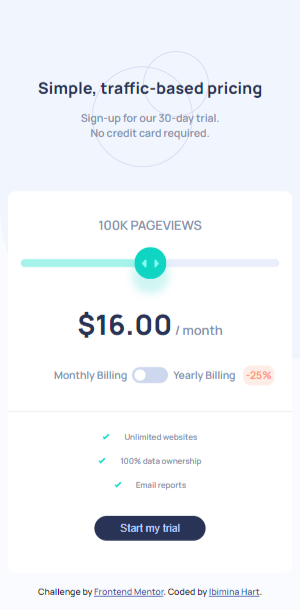 Simple, traffic-based pricing
Sign-up for our 30-day trial.
No credit card required.
100K PAGEVIEWS
$16.00 / month
Monthly Billing Yearly Billing -25%
Unlimited websites
100% data ownership
Email reports
Start my trial
Challenge by Frontend Mentor. Coded by Ibimina Hart.